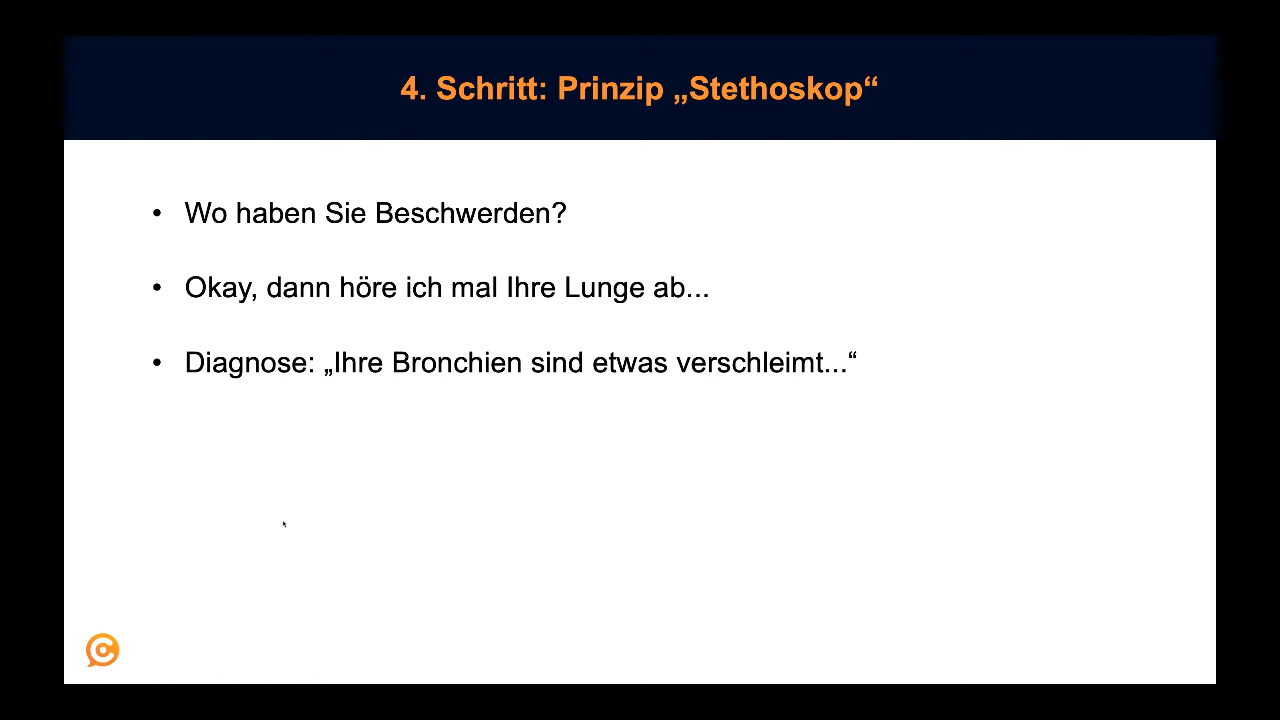 4. Schritt: Prinzip „Stethoskop“
• Wo haben Sie Beschwerden?
• Okay, dann höre ich mal Ihre Lunge ab...
• Diagnose: „Ihre Bronchien sind etwas verschleimt...“